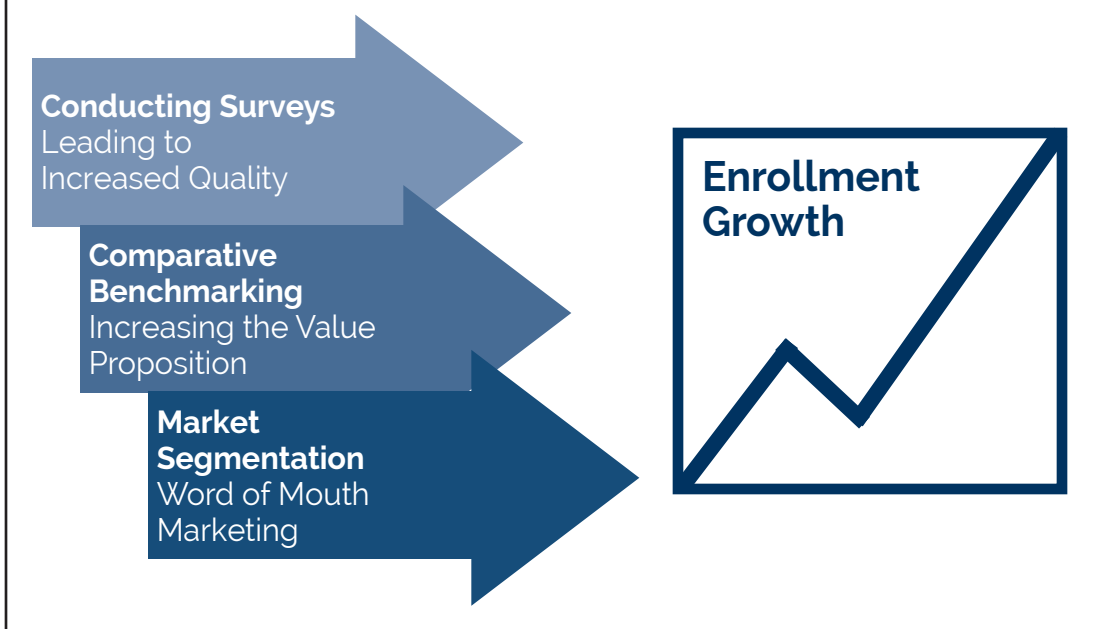 Conducting Surveys
Leading to
Increased Quality
Comparative
Benchmarking
Increasing the Value
Proposition
Market
Segmentation
Word of Mouth
Marketing
Enrollment
Growth